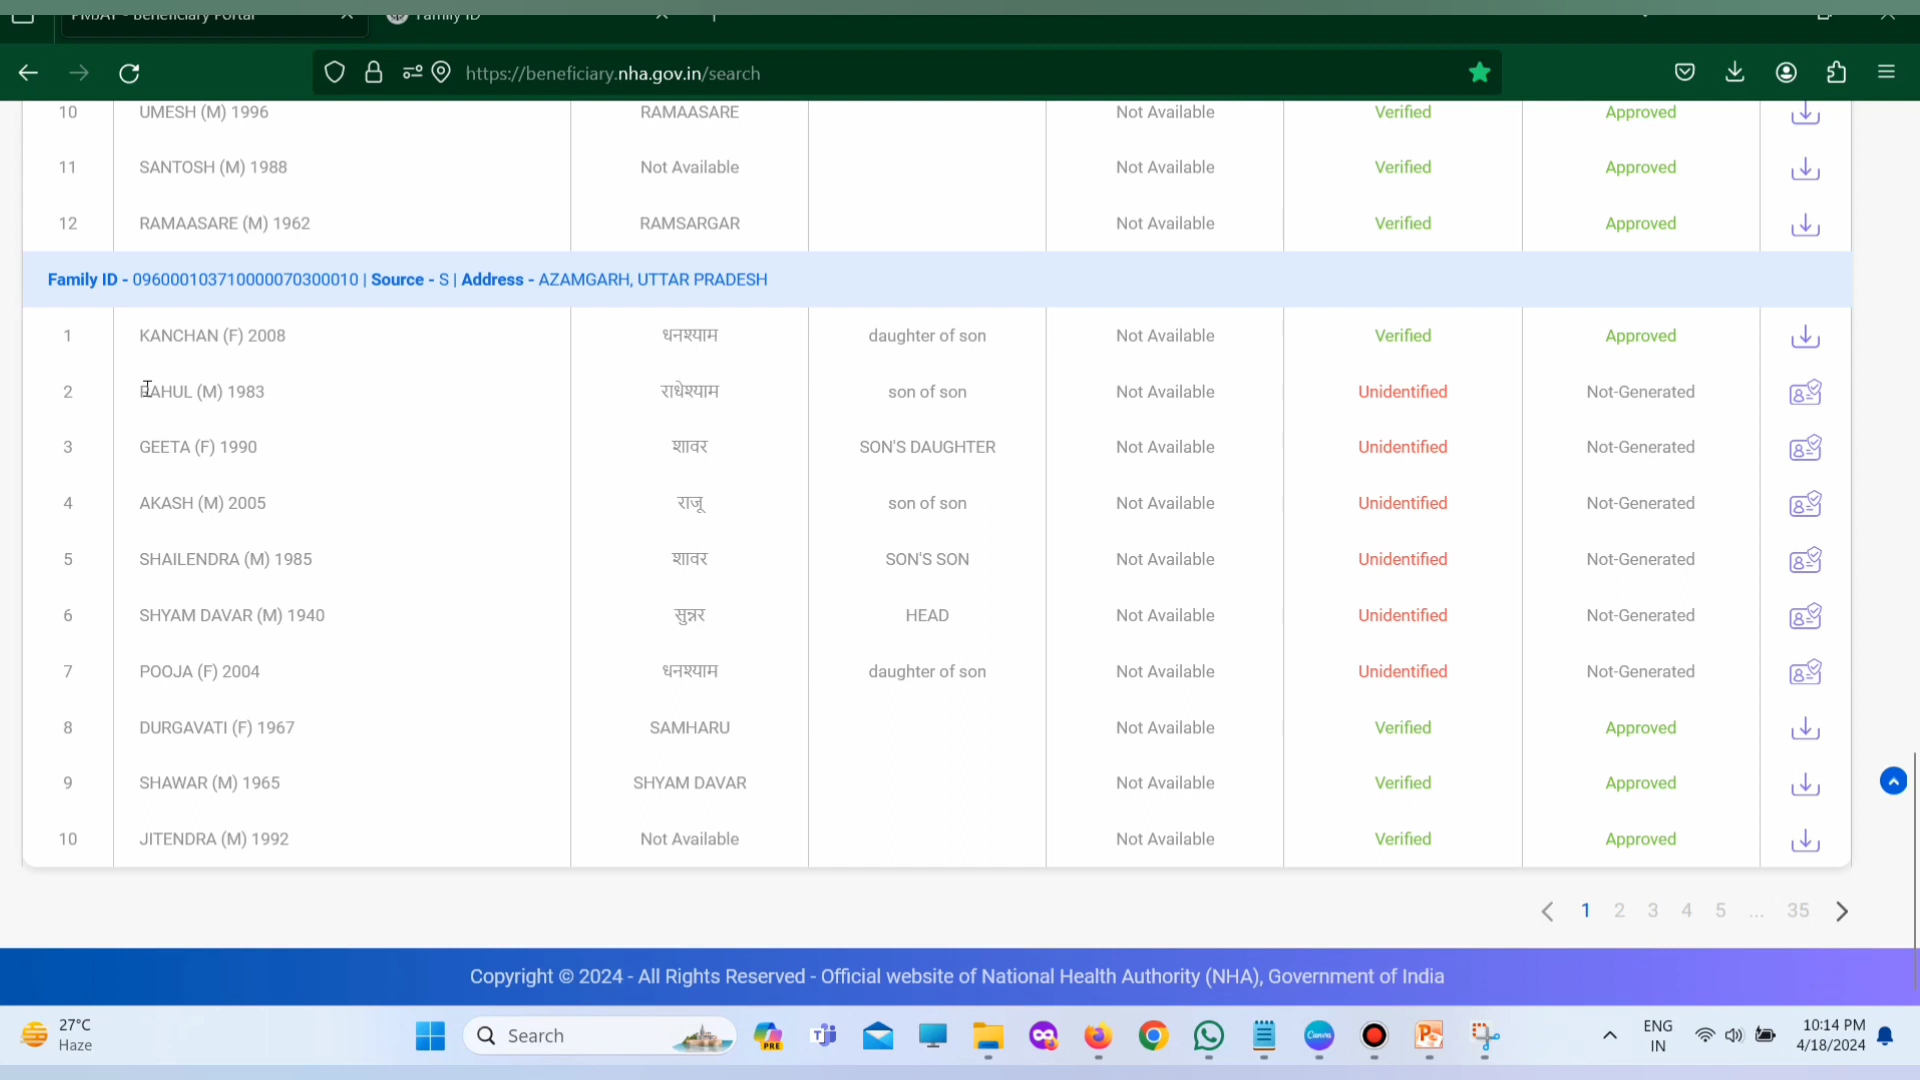 PMJAY - Beneficiary Portal
Family ID
https://beneficiary.nha.gov.in/search
10 UMESH (M) 1996 RAMAASARE Not Available Verified Approved
11 SANTOSH (M) 1988 Not Available Not Available Verified Approved
12 RAMAASARE (M) 1962 RAMSARGAR Not Available Verified Approved
Family ID - 096000103710000070300010 | Source - S | Address - AZAMGARH, UTTAR PRADESH
1 KANCHAN (F) 2008 धनश्याम daughter of son Not Available Verified Approved
2 RAHUL (M) 1983 राधेश्याम son of son Not Available Unidentified Not-Generated
3 GEETA (F) 1990 शावर SON'S DAUGHTER Not Available Unidentified Not-Generated
4 AKASH (M) 2005 राजू son of son Not Available Unidentified Not-Generated
5 SHAILENDRA (M) 1985 शावर SON'S SON Not Available Unidentified Not-Generated
6 SHYAM DAVAR (M) 1940 सुन्नर HEAD Not Available Unidentified Not-Generated
7 POOJA (F) 2004 धनश्याम daughter of son Not Available Unidentified Not-Generated
8 DURGAVATI (F) 1967 SAMHARU Not Available Verified Approved
9 SHAWAR (M) 1965 SHYAM DAVAR Not Available Verified Approved
10 JITENDRA (M) 1992 Not Available Not Available Verified Approved
1 2 3 4 5 ... 35
Copyright © 2024 - All Rights Reserved - Official website of National Health Authority (NHA), Government of India
27°C
Haze
Search
PRE
Canva
ENG
IN
10:14 PM
4/18/2024